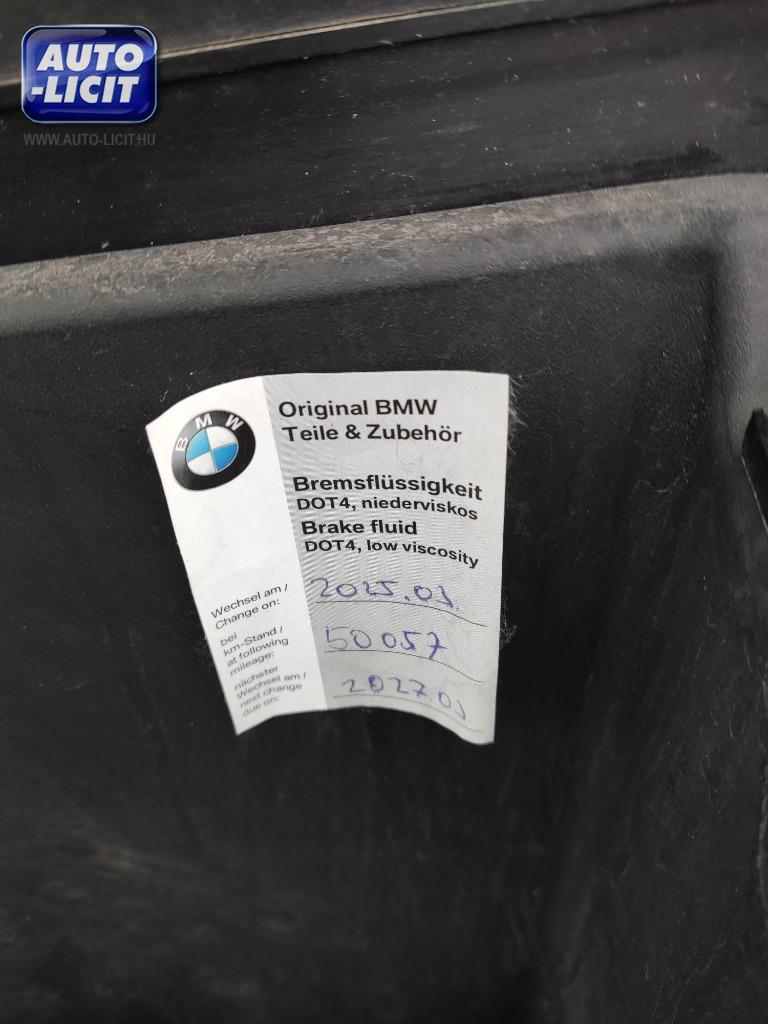 AUTO
-LICIT
WWW.AUTO-LICIT.HU
BMW
Original BMW
Teile & Zubehör
Bremsflüssigkeit
DOT4, niederviskos
Brake fluid
DOT4, low viscosity
Wechsel am /
Change on:
2025.03.
bei
km-Stand /
at following
mileage:
50057
nächster
Wechsel am /
next change
due on:
2027.03